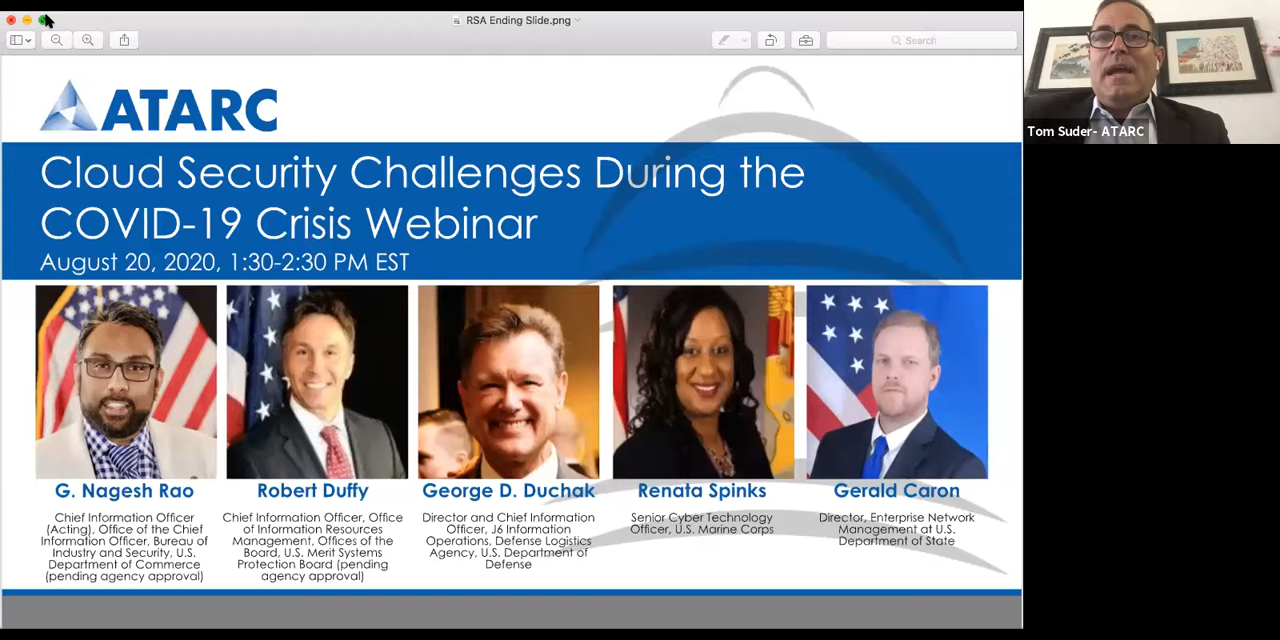 RSA Ending Slide.png
Search
ATARC
Cloud Security Challenges During the
COVID-19 Crisis Webinar
August 20, 2020, 1:30-2:30 PM EST
G. Nagesh Rao
Chief Information Officer
(Acting), Office of the Chief
Information Officer, Bureau of
Industry and Security, U.S.
Department of Commerce
(pending agency approval)
Robert Duffy
Chief Information Officer, Office
of Information Resources
Management, Offices of the
Board, U.S. Merit Systems
Protection Board (pending
agency approval)
George D. Duchak
Director and Chief Information
Officer, J6 Information
Operations, Defense Logistics
Agency, U.S. Department of
Defense
Renata Spinks
Senior Cyber Technology
Officer, U.S. Marine Corps
Gerald Caron
Director, Enterprise Network
Management at U.S.
Department of State
Tom Suder- ATARC